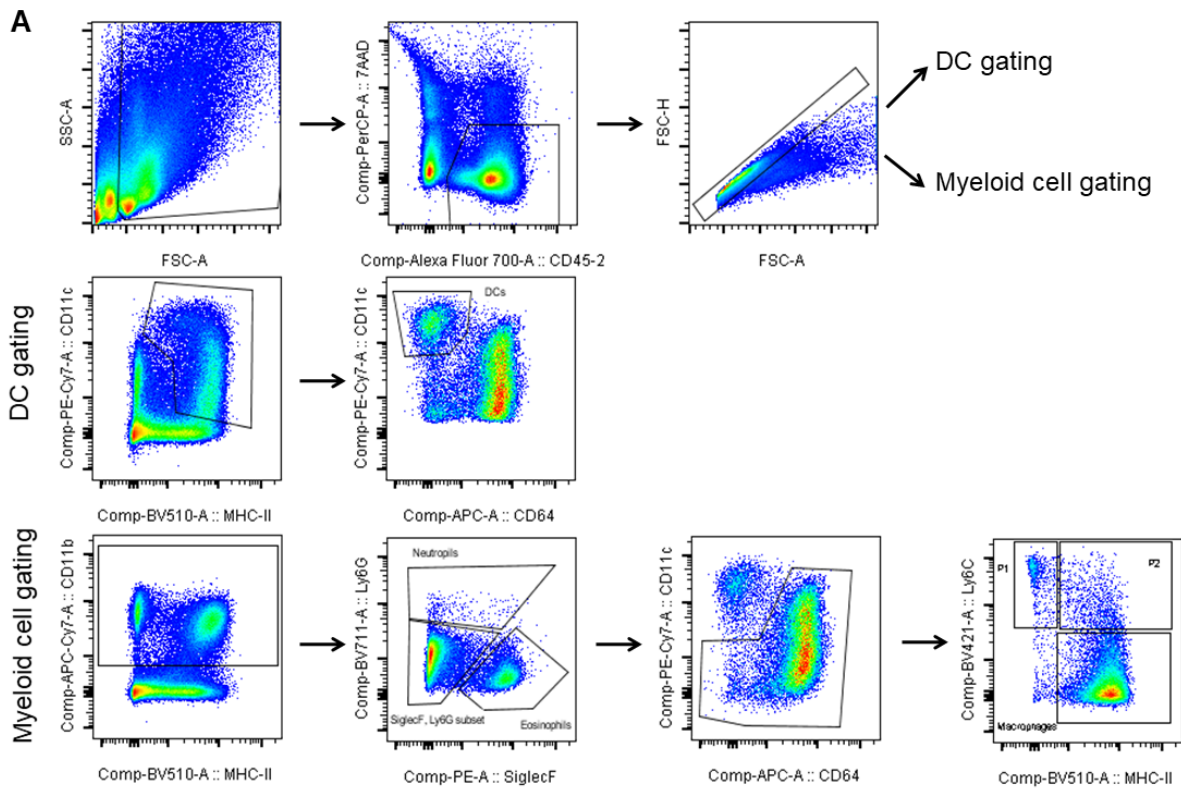 A
SSC-A
FSC-A
Comp-PerCP-A :: 7AAD
Comp-Alexa Fluor 700-A :: CD45-2
FSC-H
FSC-A
DC gating
Myeloid cell gating
DC gating
Comp-PE-Cy7-A :: CD11c
Comp-BV510-A :: MHC-II
Comp-PE-Cy7-A :: CD11c
DCs
Comp-APC-A :: CD64
Myeloid cell gating
Comp-APC-Cy7-A :: CD11b
Comp-BV510-A :: MHC-II
Comp-BV711-A :: Ly6G
Neutropils
SiglecF, Ly6G subset
Eosinophils
Comp-PE-A :: SiglecF
Comp-PE-Cy7-A :: CD11c
Comp-APC-A :: CD64
Comp-BV421-A :: Ly6C
P1
P2
Macrophages
Comp-BV510-A :: MHC-II